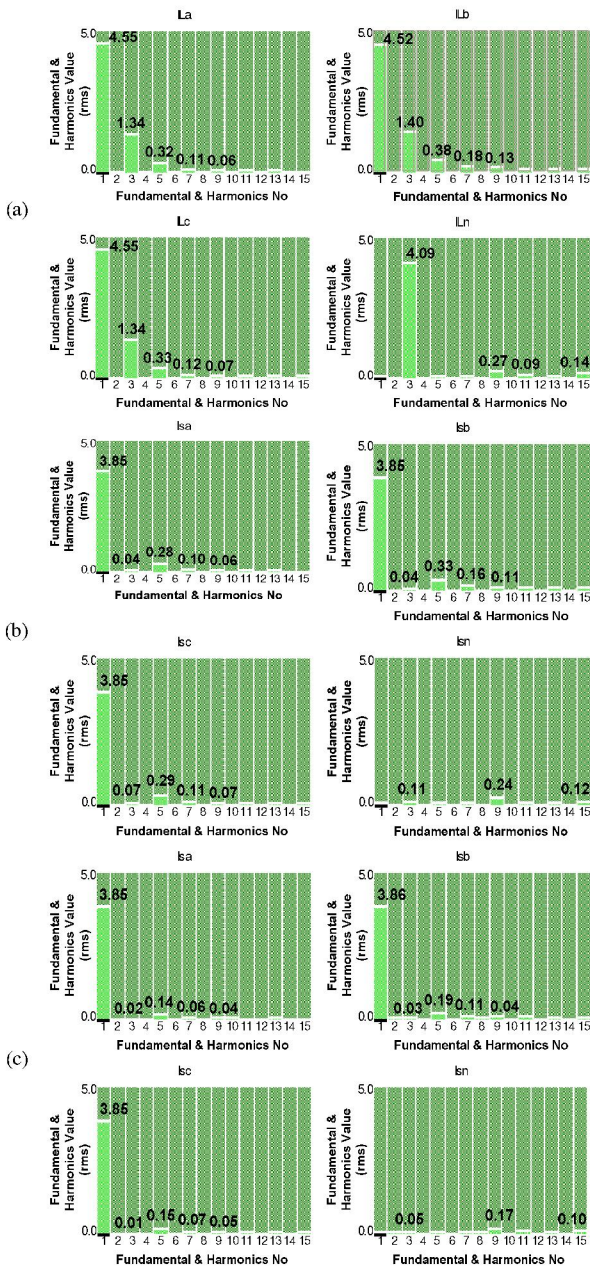 ILa
5.0
4.55
1.34
0.32
0.11
0.06
0.0
Fundamental &
Harmonics Value
(rms)
1 2 3 4 5 6 7 8 9 10 11 12 13 14 15
Fundamental & Harmonics No
ILb
5.0
4.52
1.40
0.38
0.18
0.13
0.0
Fundamental &
Harmonics Value
(rms)
1 2 3 4 5 6 7 8 9 10 11 12 13 14 15
Fundamental & Harmonics No
(a)
ILc
5.0
4.55
1.34
0.33
0.12
0.07
0.0
Fundamental &
Harmonics Value
(rms)
1 2 3 4 5 6 7 8 9 10 11 12 13 14 15
Fundamental & Harmonics No
ILn
5.0
4.09
0.27
0.09
0.14
0.0
Fundamental &
Harmonics Value
(rms)
1 2 3 4 5 6 7 8 9 10 11 12 13 14 15
Fundamental & Harmonics No
Isa
5.0
3.85
0.04
0.28
0.10
0.06
0.0
Fundamental &
Harmonics Value
(rms)
1 2 3 4 5 6 7 8 9 10 11 12 13 14 15
Fundamental & Harmonics No
Isb
5.0
3.85
0.04
0.33
0.16
0.11
0.0
Fundamental &
Harmonics Value
(rms)
1 2 3 4 5 6 7 8 9 10 11 12 13 14 15
Fundamental & Harmonics No
(b)
Isc
5.0
3.85
0.07
0.29
0.11
0.07
0.0
Fundamental &
Harmonics Value
(rms)
1 2 3 4 5 6 7 8 9 10 11 12 13 14 15
Fundamental & Harmonics No
Isn
5.0
0.11
0.24
0.12
0.0
Fundamental &
Harmonics Value
(rms)
1 2 3 4 5 6 7 8 9 10 11 12 13 14 15
Fundamental & Harmonics No
Isa
5.0
3.85
0.02
0.14
0.06
0.04
0.0
Fundamental &
Harmonics Value
(rms)
1 2 3 4 5 6 7 8 9 10 11 12 13 14 15
Fundamental & Harmonics No
Isb
5.0
3.86
0.03
0.19
0.11
0.04
0.0
Fundamental &
Harmonics Value
(rms)
1 2 3 4 5 6 7 8 9 10 11 12 13 14 15
Fundamental & Harmonics No
(c)
Isc
5.0
3.85
0.01
0.15
0.07
0.05
0.0
Fundamental &
Harmonics Value
(rms)
1 2 3 4 5 6 7 8 9 10 11 12 13 14 15
Fundamental & Harmonics No
Isn
5.0
0.05
0.17
0.10
0.0
Fundamental &
Harmonics Value
(rms)
1 2 3 4 5 6 7 8 9 10 11 12 13 14 15
Fundamental & Harmonics No